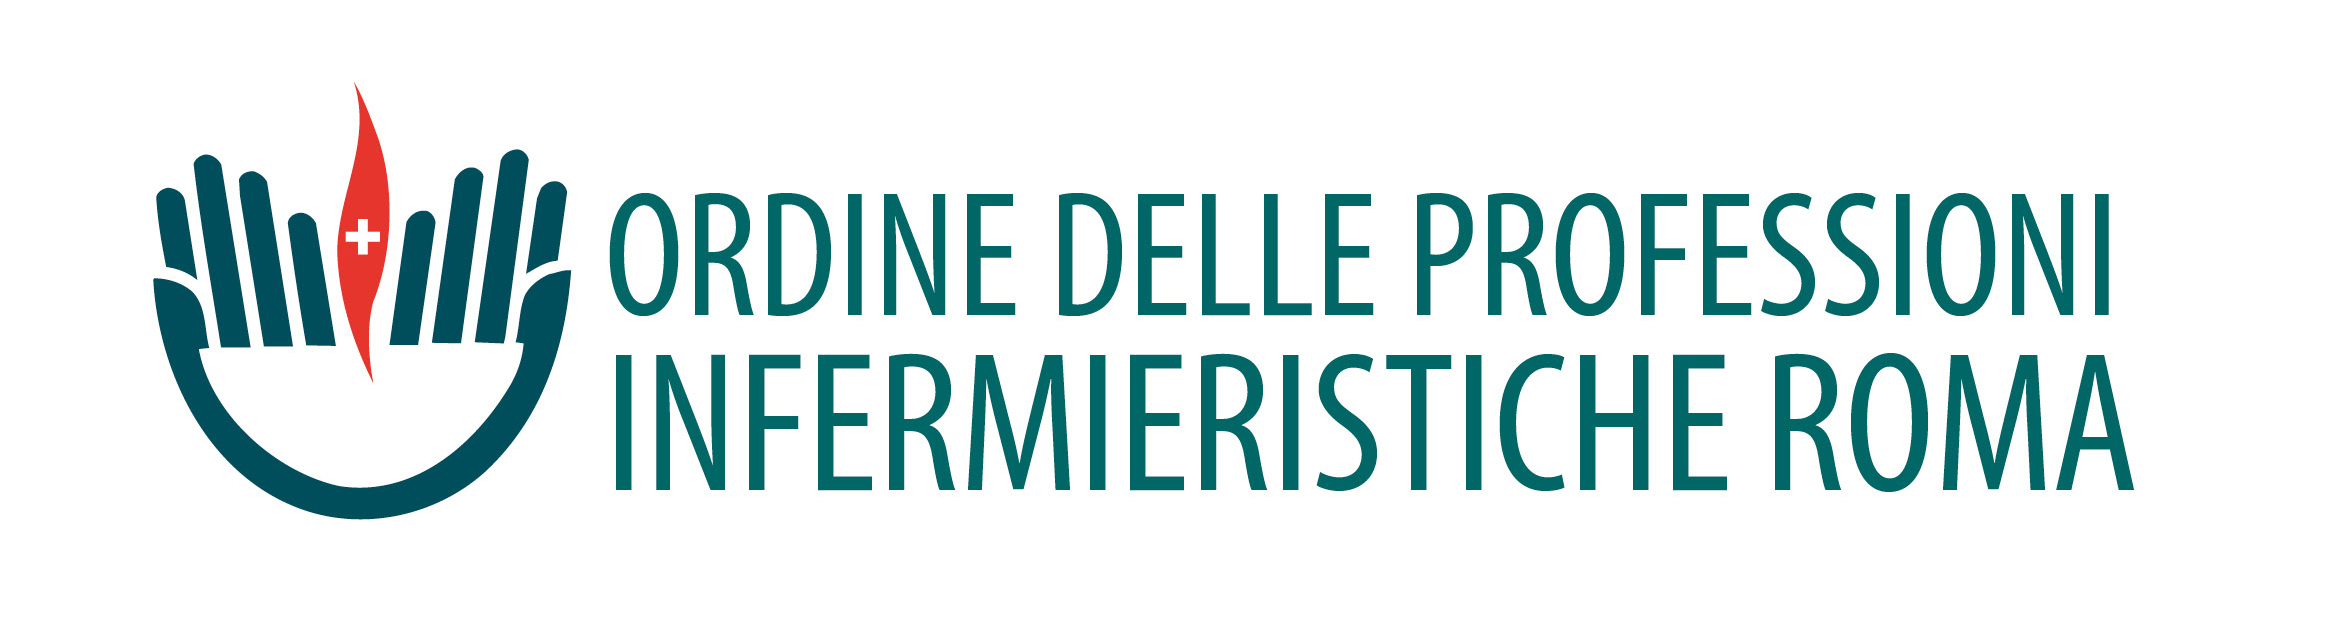 ORDINE DELLE PROFESSIONI
INFERMIERISTICHE ROMA